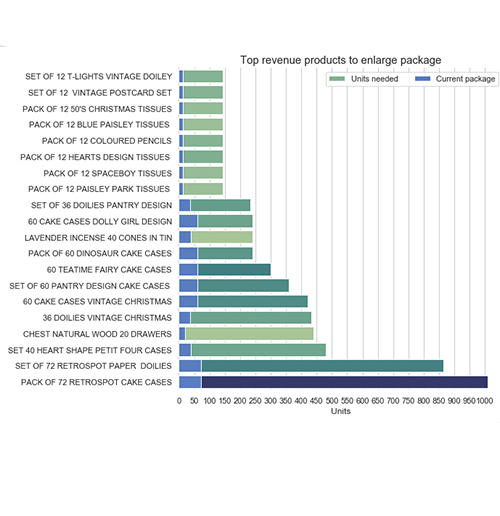 Top revenue products to enlarge package
Units needed Current package
SET OF 12 T-LIGHTS VINTAGE DOILEY
SET OF 12 VINTAGE POSTCARD SET
PACK OF 12 50'S CHRISTMAS TISSUES
PACK OF 12 BLUE PAISLEY TISSUES
PACK OF 12 COLOURED PENCILS
PACK OF 12 HEARTS DESIGN TISSUES
PACK OF 12 SPACEBOY TISSUES
PACK OF 12 PAISLEY PARK TISSUES
SET OF 36 DOILIES PANTRY DESIGN
60 CAKE CASES DOLLY GIRL DESIGN
LAVENDER INCENSE 40 CONES IN TIN
PACK OF 60 DINOSAUR CAKE CASES
60 TEATIME FAIRY CAKE CASES
SET OF 60 PANTRY DESIGN CAKE CASES
60 CAKE CASES VINTAGE CHRISTMAS
36 DOILIES VINTAGE CHRISTMAS
CHEST NATURAL WOOD 20 DRAWERS
SET 40 HEART SHAPE PETIT FOUR CASES
SET OF 72 RETROSPOT PAPER DOILIES
PACK OF 72 RETROSPOT CAKE CASES
0 50 100 150 200 250 300 350 400 450 500 550 600 650 700 750 800 850 900 950 1000
Units